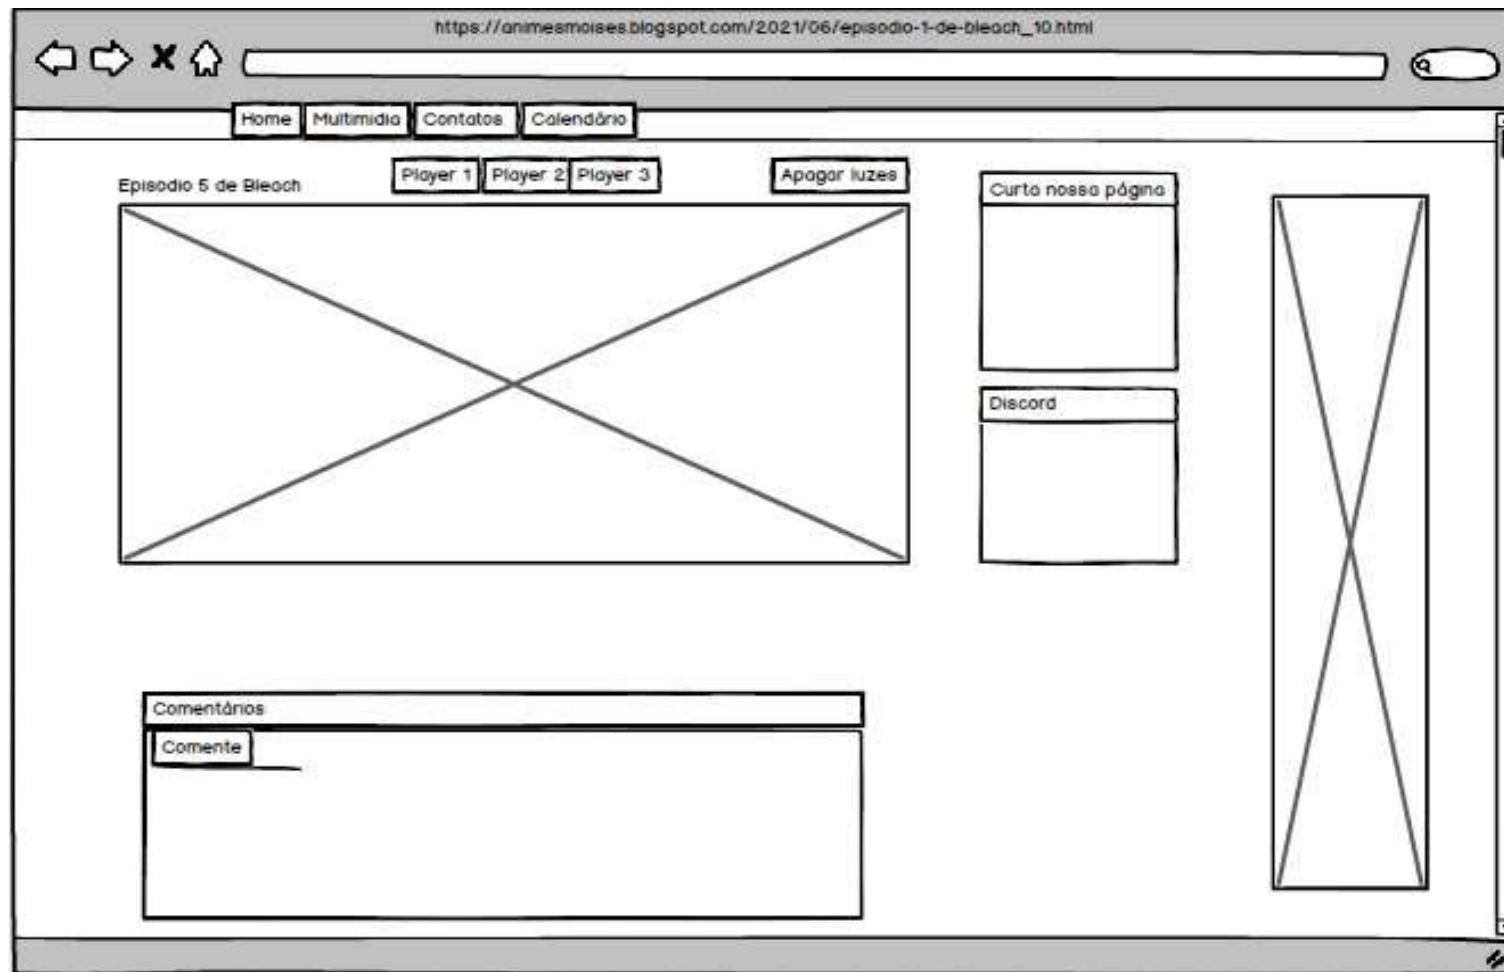 https://animesmoises.blogspot.com/2021/06/episodio-1-de-bleach_10.html
Home Multimidia Contatos Calendário
Episodio 5 de Bleach Player 1 Player 2 Player 3 Apagar luzes
Curta nossa página
Discord
Comentários
Comente